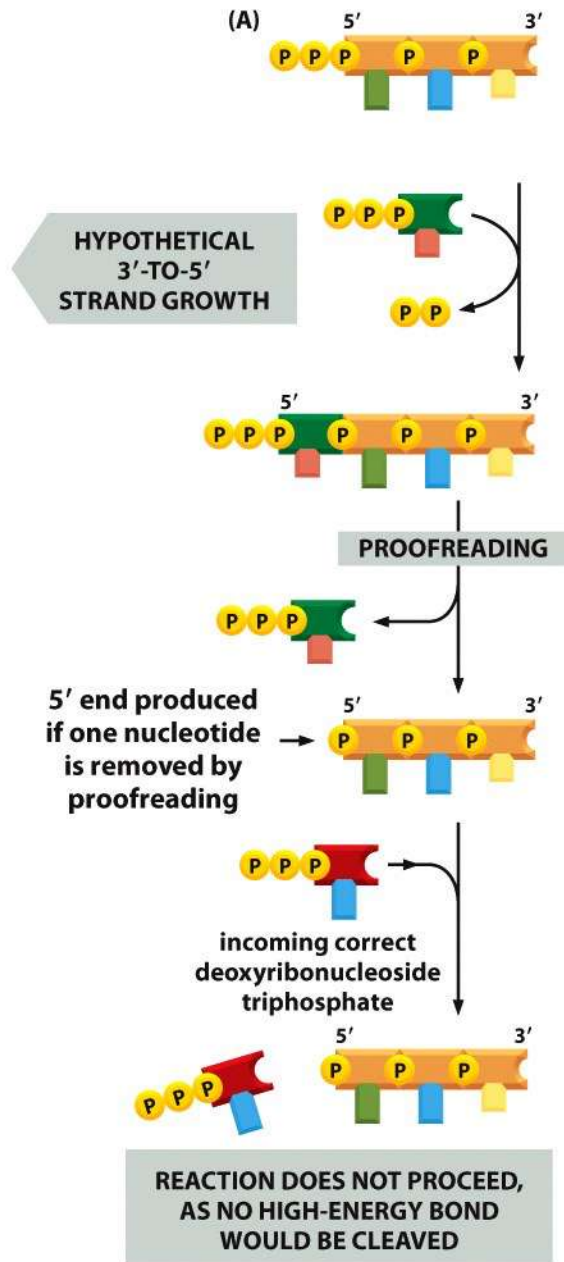 (A)
5′ 3′
P P P P P
P P P
HYPOTHETICAL
3′-TO-5′
STRAND GROWTH
P P
5′ 3′
P P P P P P
PROOFREADING
P P P
5′ end produced
if one nucleotide
is removed by
proofreading
5′ 3′
P P P
P P P
incoming correct
deoxyribonucleoside
triphosphate
5′ 3′
P P P
P P P
REACTION DOES NOT PROCEED,
AS NO HIGH-ENERGY BOND
WOULD BE CLEAVED